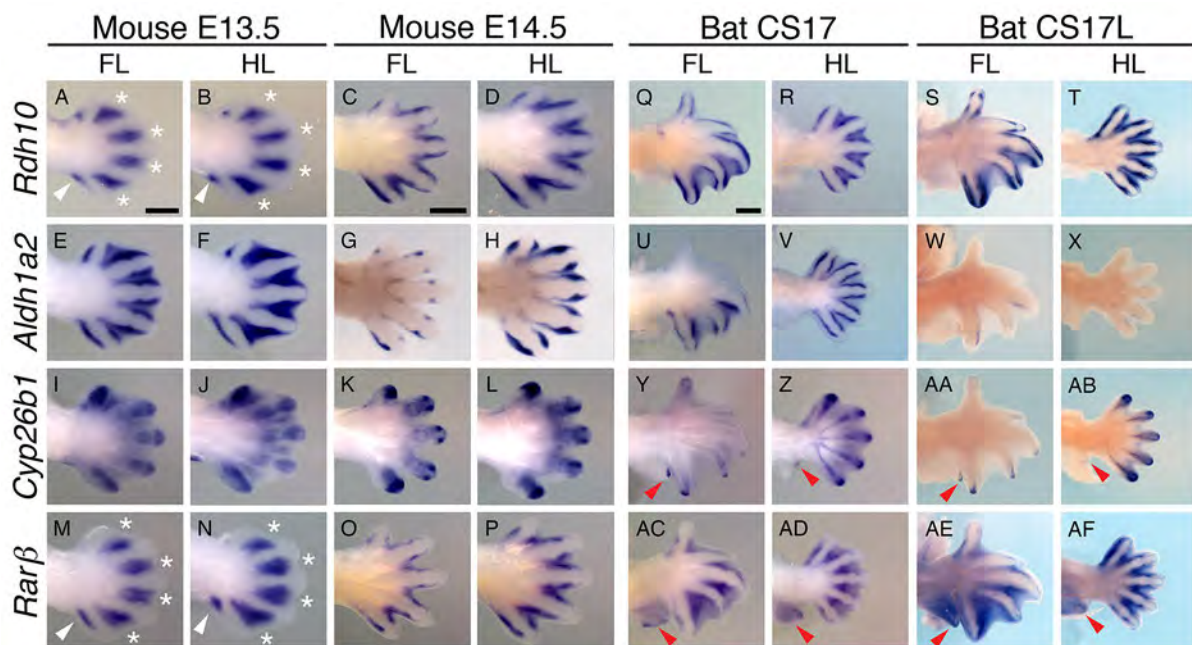 Mouse E13.5 Mouse E14.5 Bat CS17 Bat CS17L
FL HL FL HL FL HL FL HL
Rdh10 A * * * * B * * * * C D Q R S T
Aldh1a2 E F G H U V W X
Cyp26b1 I J K L Y Z AA AB
Rarβ M * * * * N * * * * O P AC AD AE AF